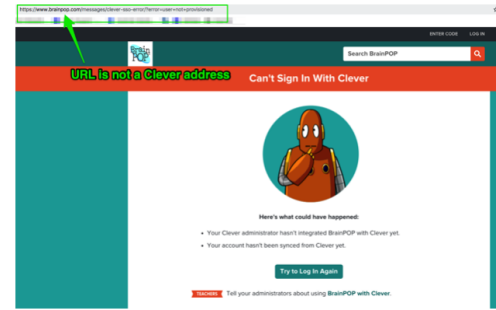 https://www.brainpop.com/messages/clever-sso-error/?error=user+not+provisioned
ENTER CODE LOG IN
Brain POP
Search BrainPOP
URL is not a Clever address
Can't Sign In With Clever
Here's what could have happened:
• Your Clever administrator hasn't integrated BrainPOP with Clever yet.
• Your account hasn't been synced from Clever yet.
Try to Log In Again
TEACHERS Tell your administrators about using BrainPOP with Clever.